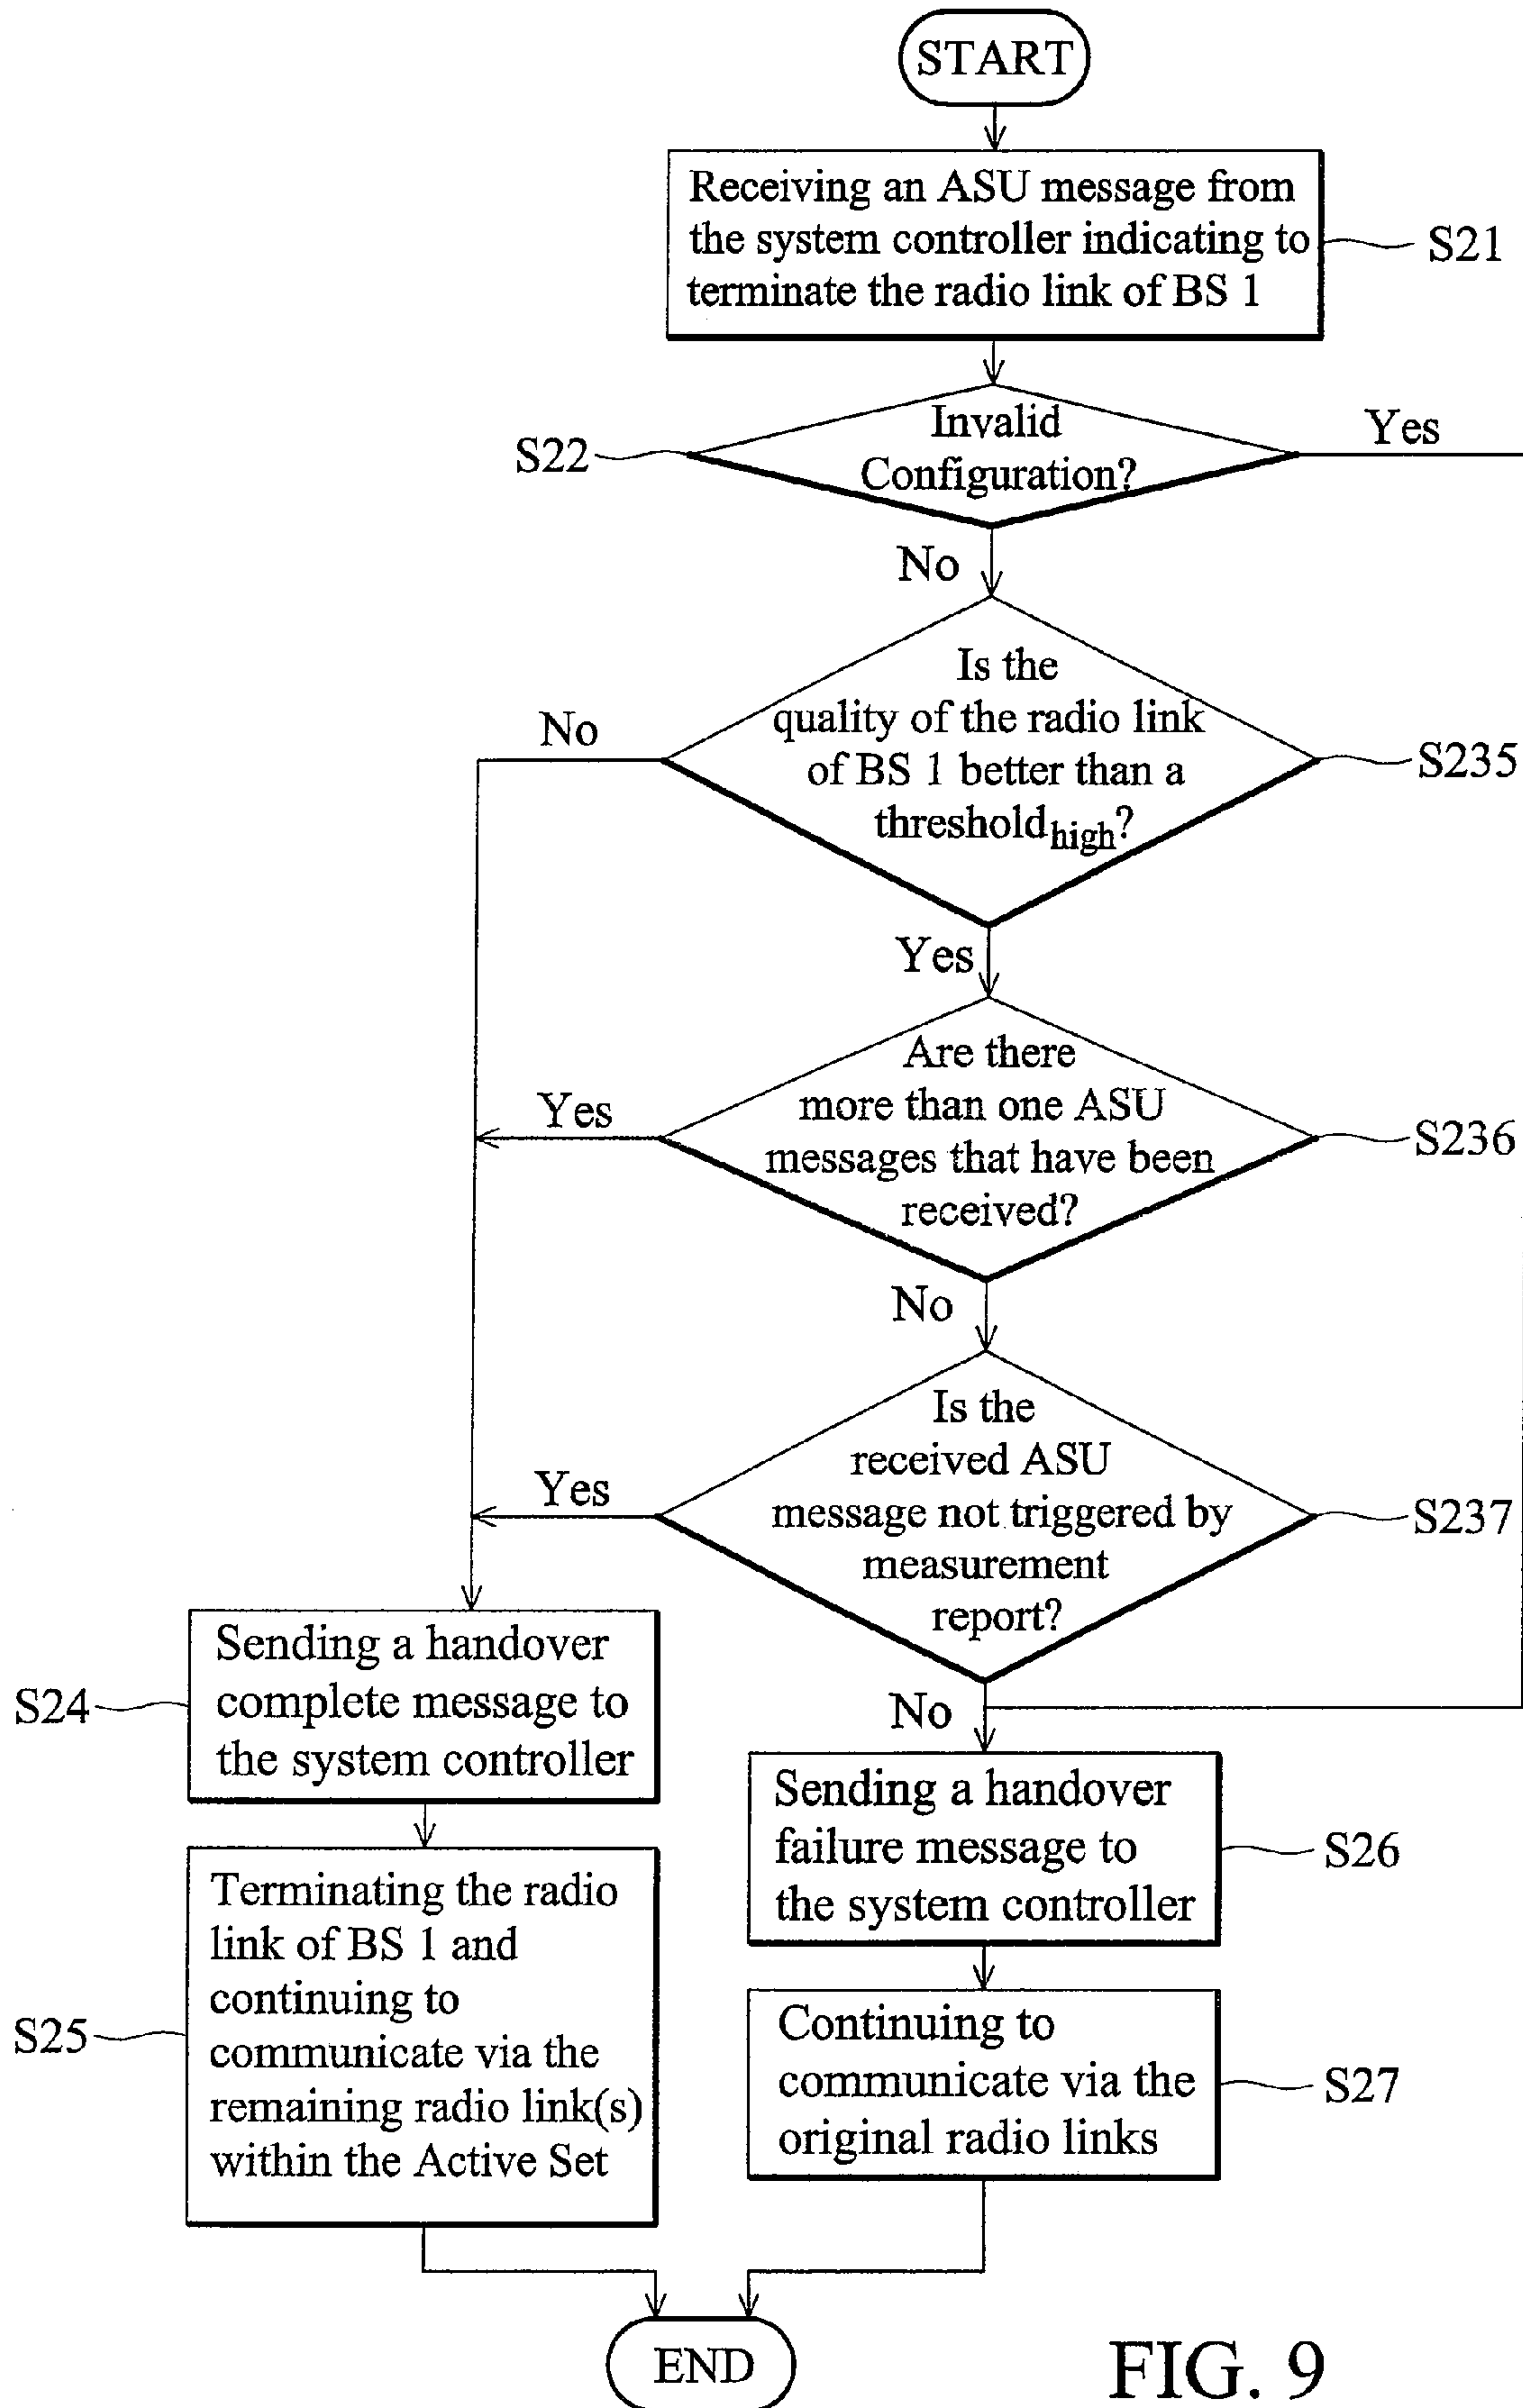 START
Receiving an ASU message from
the system controller indicating to
terminate the radio link of BS 1
S21
Invalid
Configuration?
S22
Yes
No
Is the
quality of the radio link
of BS 1 better than a
threshold high?
S235
No
Yes
Are there
more than one ASU
messages that have been
received?
S236
Yes
No
Is the
received ASU
message not triggered by
measurement
report?
S237
Yes
No
Sending a handover
complete message to
the system controller
S24
Terminating the radio
link of BS 1 and
continuing to
communicate via the
remaining radio link(s)
within the Active Set
S25
Sending a handover
failure message to
the system controller
S26
Continuing to
communicate via the
original radio links
S27
END
FIG. 9